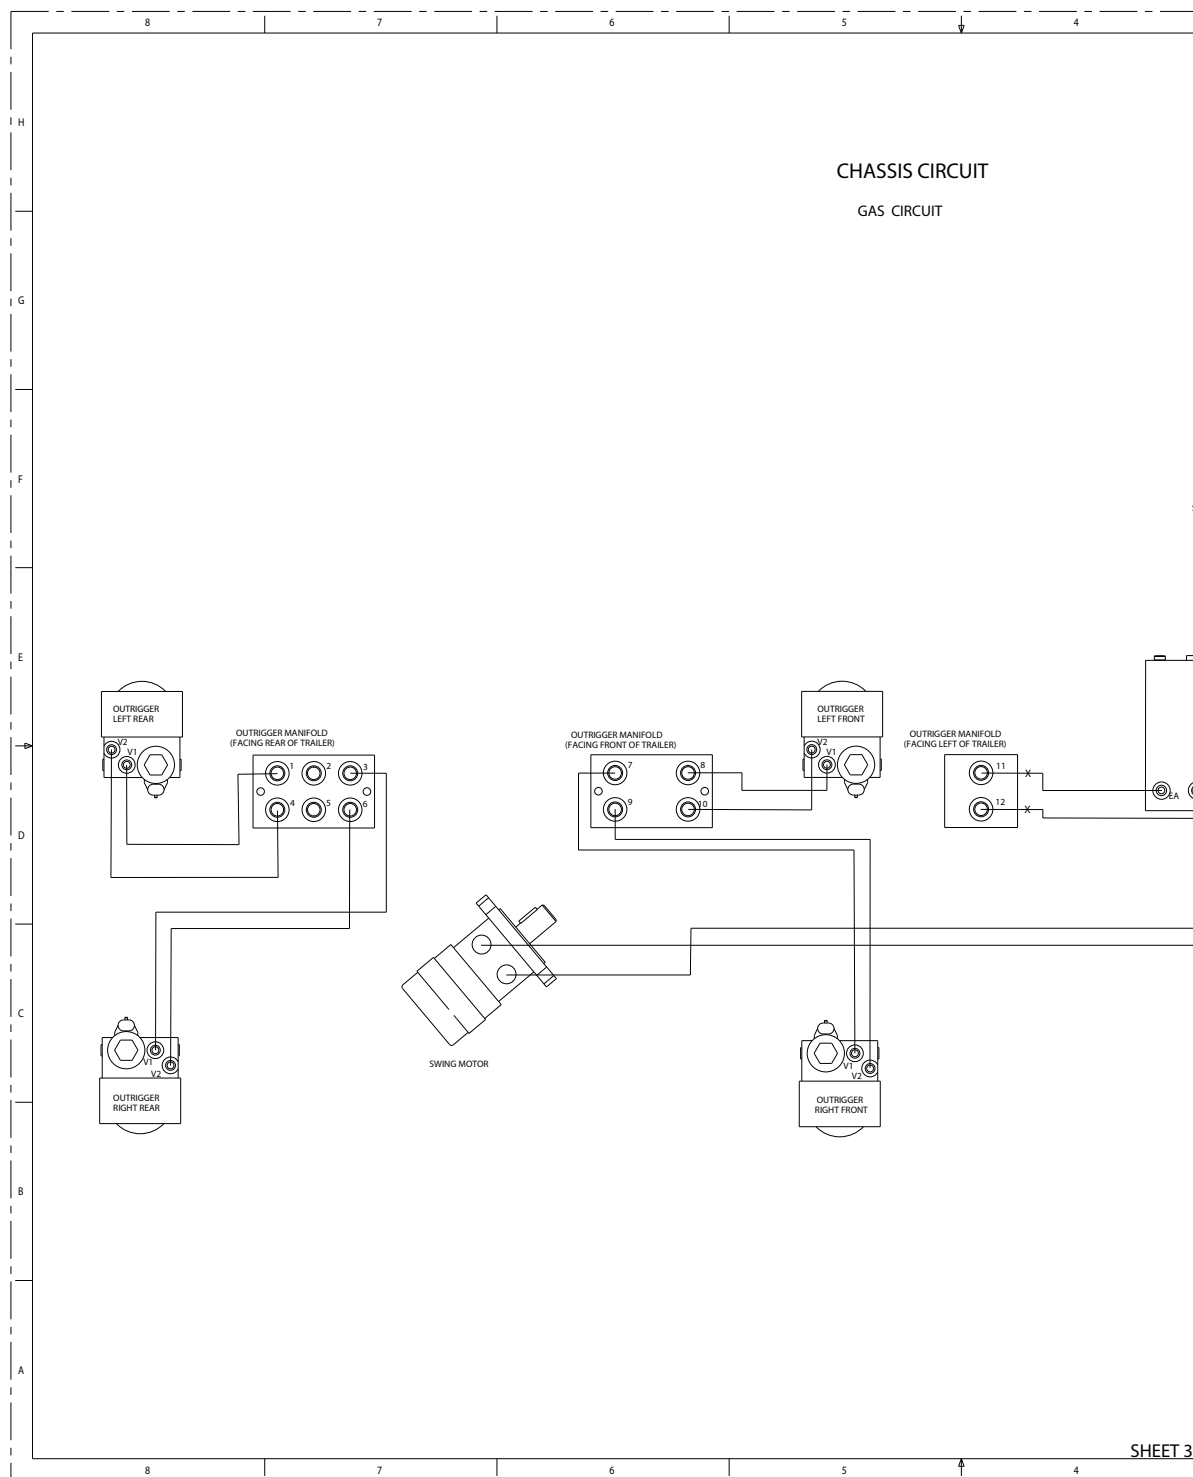 8 7 6 5 4
H
CHASSIS CIRCUIT
GAS CIRCUIT
G
F
E
OUTRIGGER
LEFT REAR
V2
V1
OUTRIGGER MANIFOLD
(FACING REAR OF TRAILER)
1 2 3
4 5 6
OUTRIGGER MANIFOLD
(FACING FRONT OF TRAILER)
7 8
9 10
OUTRIGGER
LEFT FRONT
V2
V1
OUTRIGGER MANIFOLD
(FACING LEFT OF TRAILER)
11 X
12 X
EA
D
C
SWING MOTOR
V1
V2
OUTRIGGER
RIGHT REAR
V1
V2
OUTRIGGER
RIGHT FRONT
B
A
SHEET 3
8 7 6 5 4